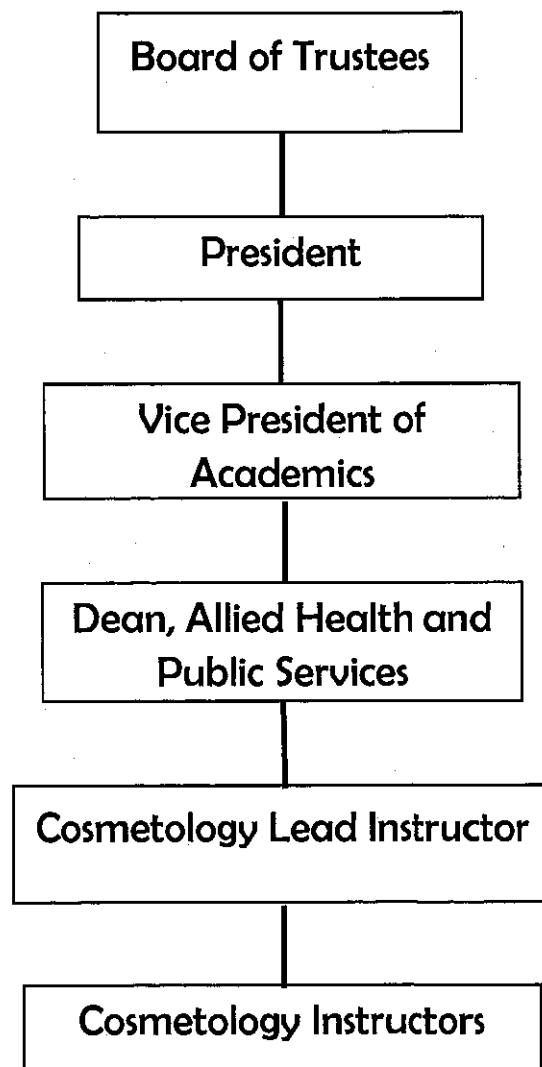 Board of Trustees
President
Vice President of
Academics
Dean, Allied Health and
Public Services
Cosmetology Lead Instructor
Cosmetology Instructors